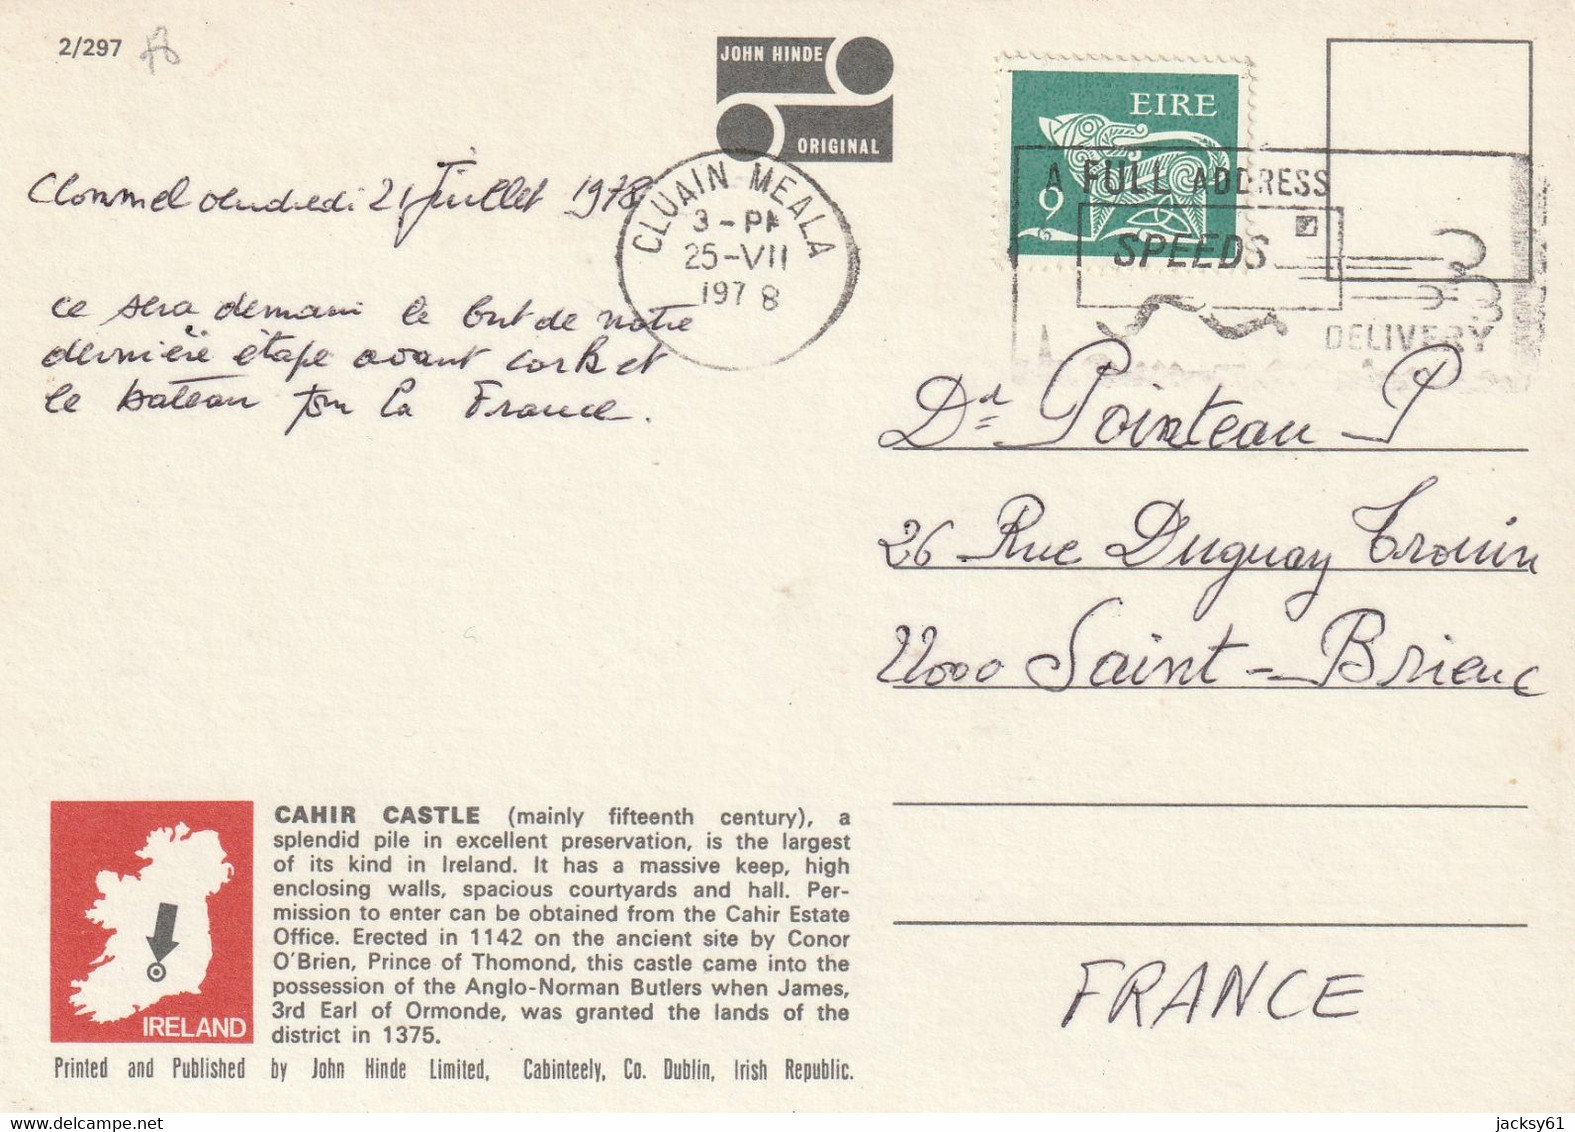 2/297
JOHN HINDE
ORIGINAL
EIRE
9
CLUAIN MEALA
3-PM
25-VII
1978
A FULL ADDRESS
SPEEDS
DELIVERY
Clonmel vendredi 21 juillet 1978
ce sera demain le but de notre
dernière étape avant Cork et
le bateau pour la France.
Dr Pointeau P
26 Rue Duguay Trouin
22000 Saint-Brieuc
FRANCE
CAHIR CASTLE (mainly fifteenth century), a
splendid pile in excellent preservation, is the largest
of its kind in Ireland. It has a massive keep, high
enclosing walls, spacious courtyards and hall. Per-
mission to enter can be obtained from the Cahir Estate
Office. Erected in 1142 on the ancient site by Conor
O'Brien, Prince of Thomond, this castle came into the
possession of the Anglo-Norman Butlers when James,
3rd Earl of Ormonde, was granted the lands of the
district in 1375.
IRELAND
Printed and Published by John Hinde Limited, Cabinteely, Co. Dublin, Irish Republic.
jacksy61
www.delcampe.net